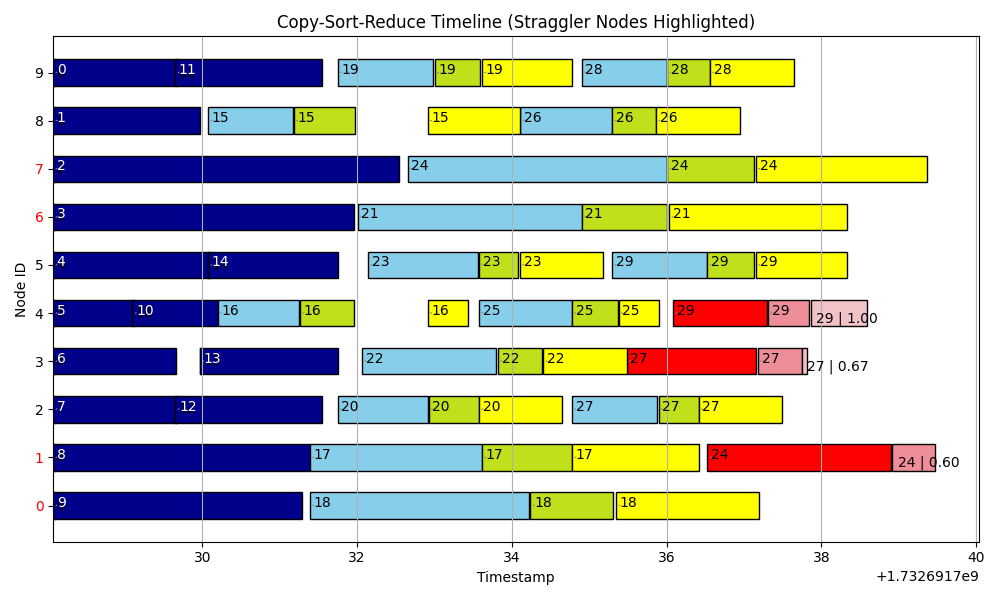 Copy-Sort-Reduce Timeline (Straggler Nodes Highlighted)
Node ID
9 0 11 19 19 19 28 28 28
8 1 15 15 15 26 26 26
7 2 24 24 24
6 3 21 21 21
5 4 14 23 23 23 29 29 29
4 5 10 16 16 16 25 25 25 29 29 29 | 1.00
3 6 13 22 22 22 27 27 27 | 0.67
2 7 12 20 20 20 27 27 27
1 8 17 17 17 24 24 | 0.60
0 9 18 18 18
30 32 34 36 38 40
Timestamp
+1.7326917e9